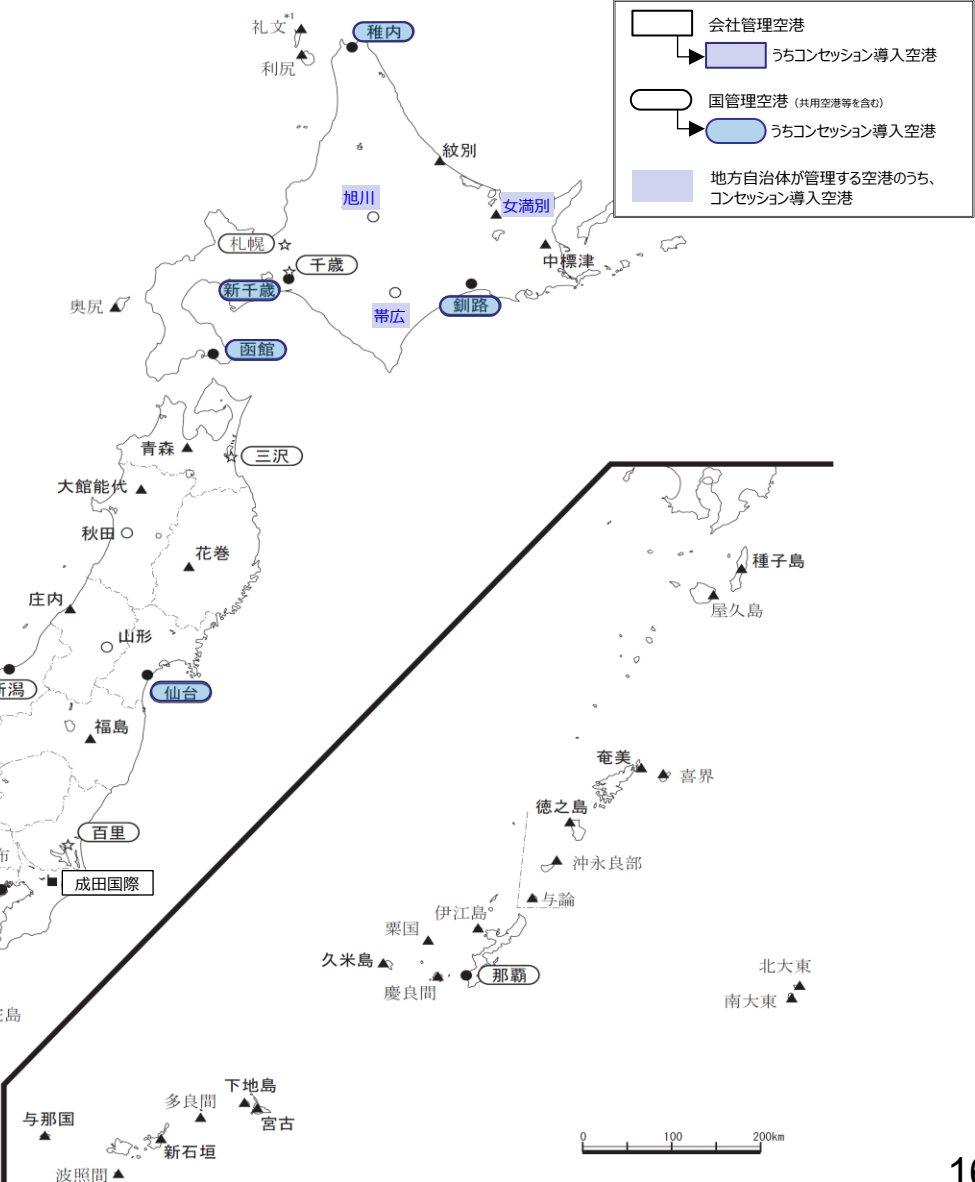 会社管理空港
うちコンセッション導入空港
国管理空港 (共用空港等を含む)
うちコンセッション導入空港
地方自治体が管理する空港のうち、
コンセッション導入空港
礼文*1
稚内
利尻
紋別
旭川
女満別
札幌
千歳
中標津
新千歳
釧路
奥尻
帯広
函館
青森
三沢
大館能代
秋田
花巻
庄内
山形
新潟
仙台
福島
百里
布
成田国際
種子島
屋久島
奄美
喜界
徳之島
沖永良部
与論
伊江島
粟国
久米島
慶良間
那覇
北大東
南大東
島
下地島
多良間
宮古
与那国
新石垣
波照間
0 100 200km
16